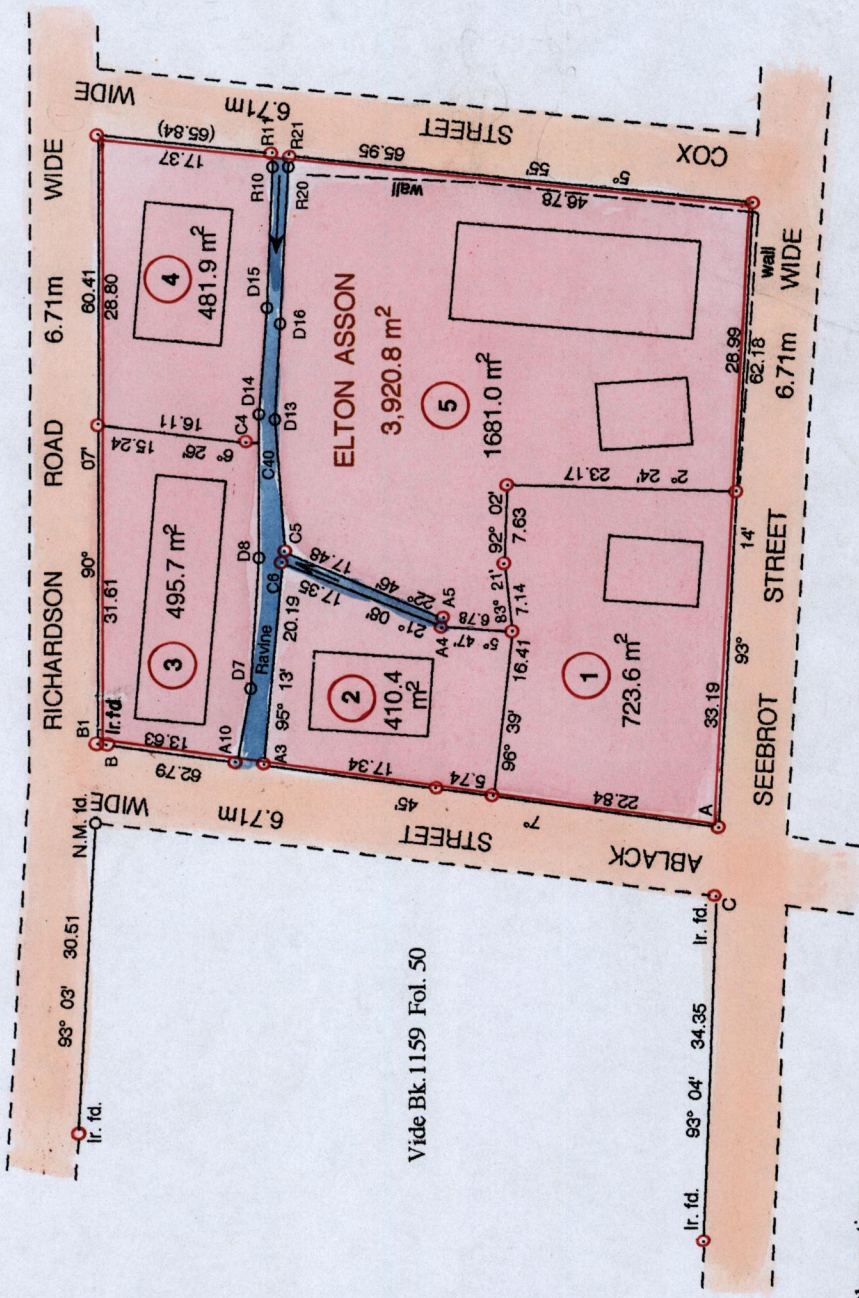 RICHARDSON ROAD 6.71m WIDE
93° 03' 30.51
Ir. fd.
N.M. fd.
B1
B
Ir.fd.
90° 07' 60.41
31.61
28.80
WIDE
6.71m
STREET
COX
17.37
(65.84)
R11
R10
R21
R20
65.95
55'
5°
46.78
wall
wall
4
481.9 m²
D15
D16
D14
D13
C4
15.24
16.11
6° 26'
C40
3
495.7 m²
D8
D7
Ravine
A10
A3
13.63
62.79
C5
C6
95° 13' 20.19
17.35
17.48
21° 08'
22° 46'
A4
A5
6.78
5° 47'
2
410.4
m²
17.34
5.74
ELTON ASSON
3,920.8 m²
5
1681.0 m²
83° 21'
7.14
92° 02'
7.63
96° 39' 16.41
23.17
2° 24'
1
723.6 m²
22.84
7°
45'
WIDE
6.71m
STREET
ABLACK
A
33.19
28.99
93° 14' 62.18
SEEBROT STREET 6.71m WIDE
Vide Bk.1159 Fol. 50
Ir. fd.
93° 04' 34.35
Ir. fd.
C